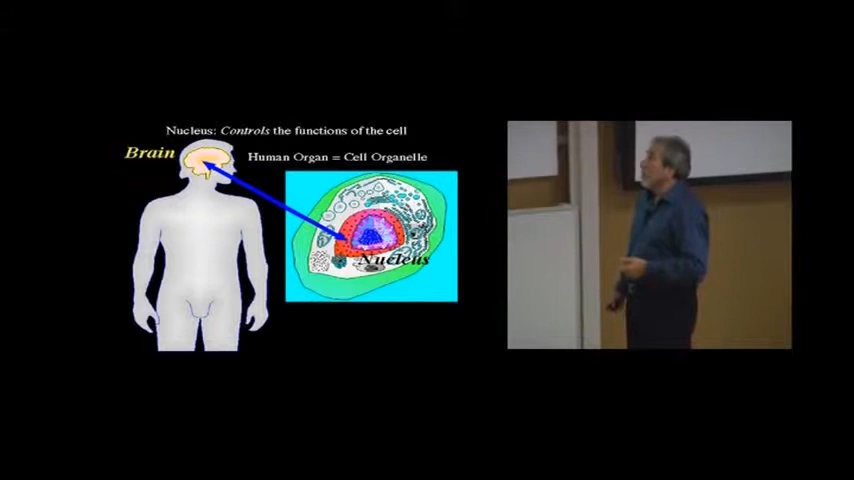 Nucleus: Controls the functions of the cell
Brain
Human Organ = Cell Organelle
Nucleus